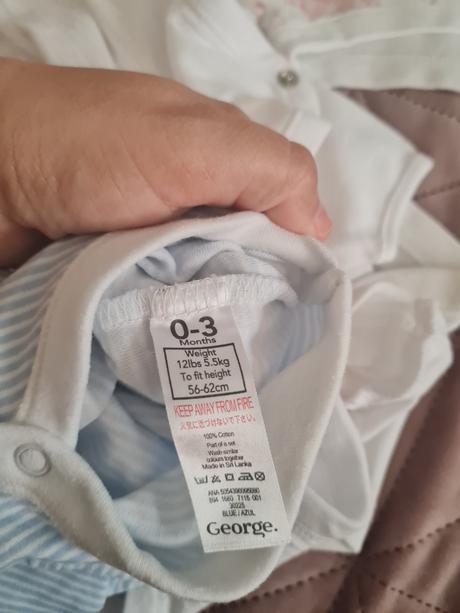 0-3
Months
Weight
12lbs 5.5kg
To fit height
56-62cm
KEEP AWAY FROM FIRE
火気に近づけないで下さい。
100% Cotton
Part of a set
Wash similar
colours together
Made in Sri Lanka
BLUE / AZUL
George.